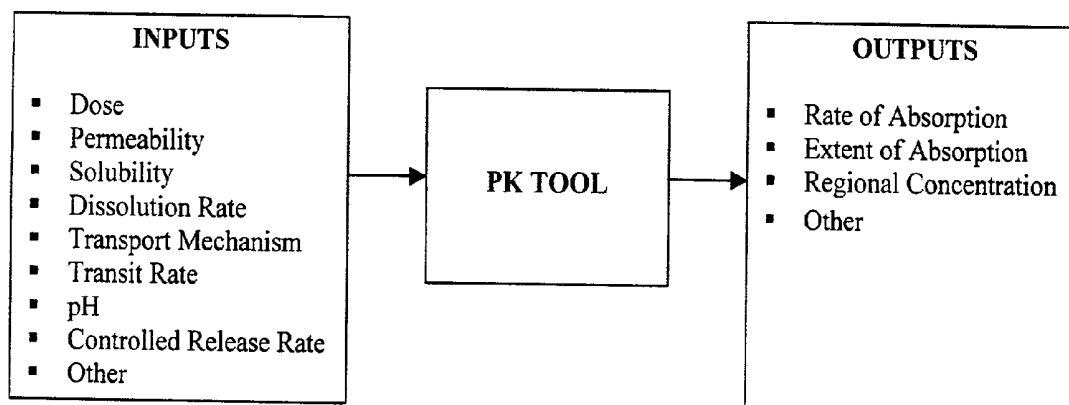 INPUTS
Dose
Permeability
Solubility
Dissolution Rate
Transport Mechanism
Transit Rate
pH
Controlled Release Rate
Other
PK TOOL
OUTPUTS
Rate of Absorption
Extent of Absorption
Regional Concentration
Other